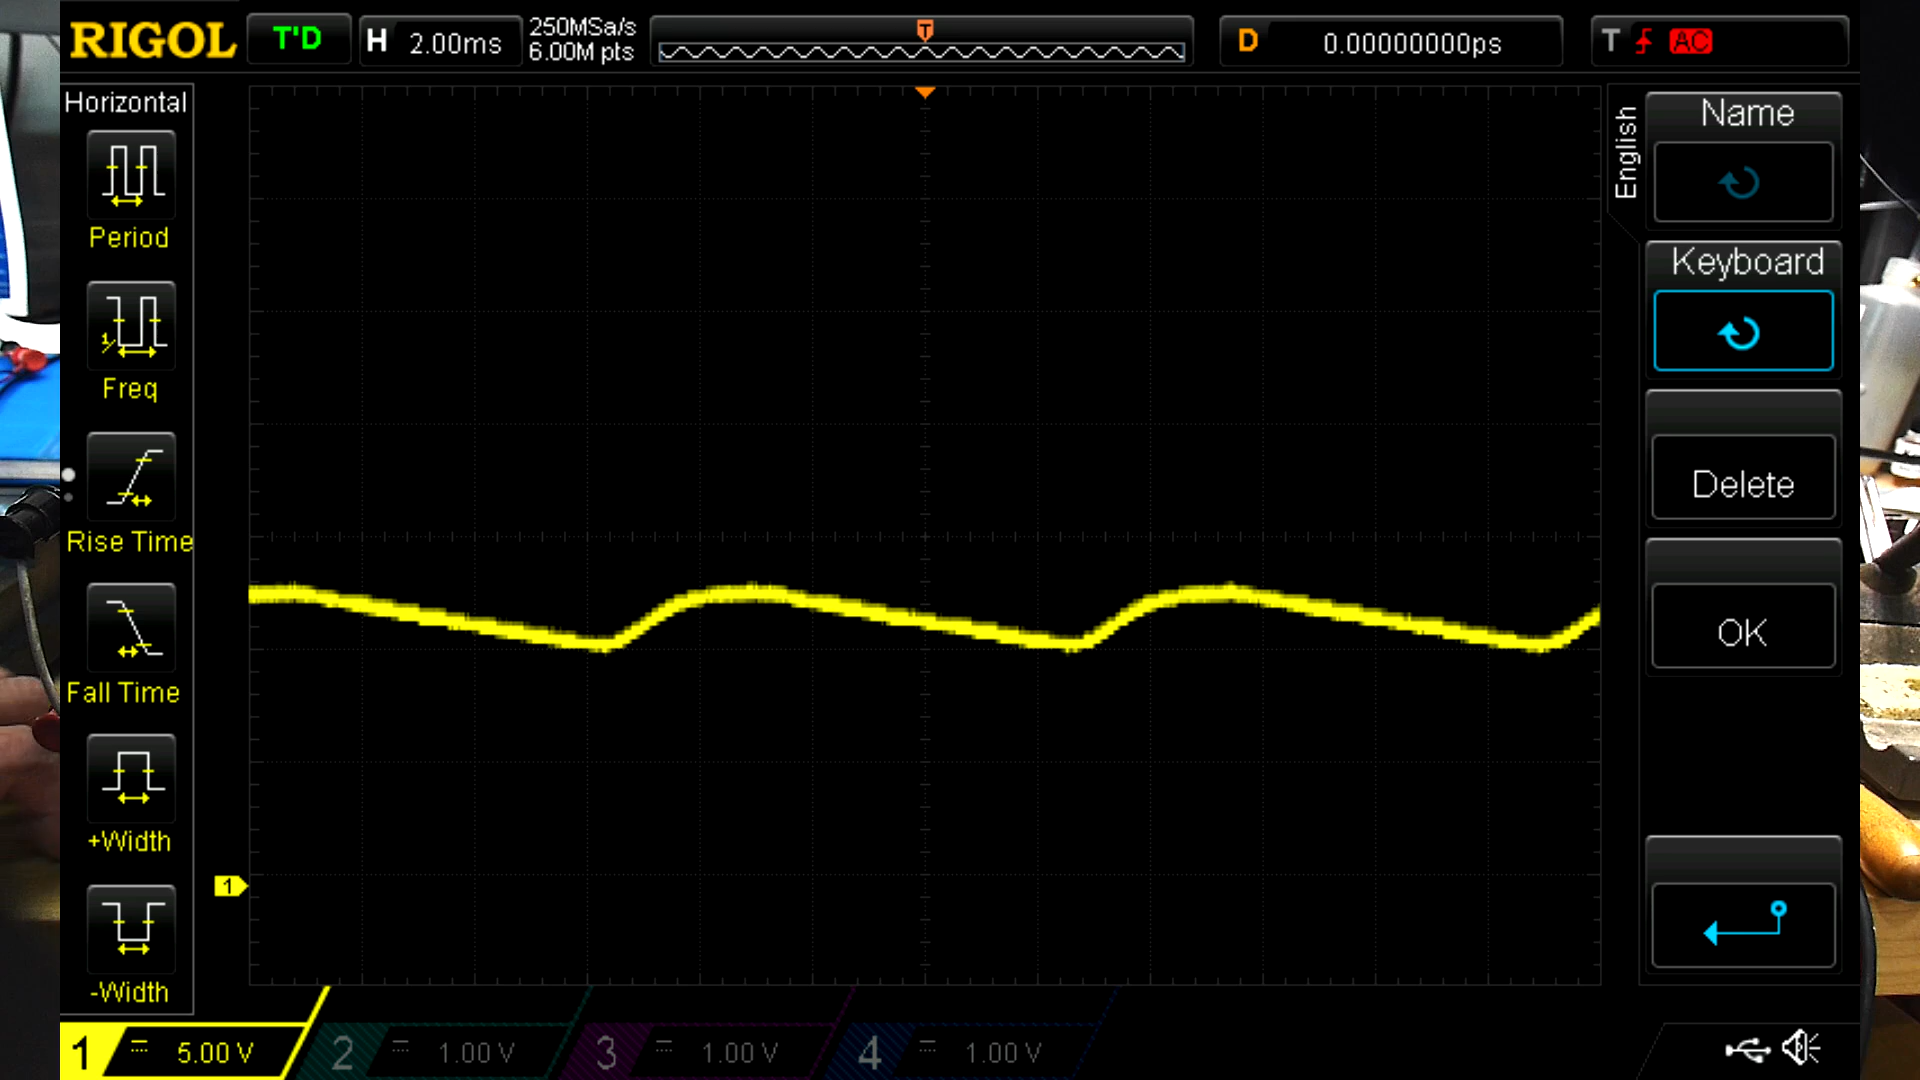 RIGOL
T'D
H 2.00ms
250MSa/s
6.00M pts
T
D 0.00000000ps
T AC
Horizontal
Period
1/
Freq
Rise Time
Fall Time
+Width
-Width
English
Name
Keyboard
Delete
OK
1
1 5.00 V
2 1.00 V
3 1.00 V
4 1.00 V